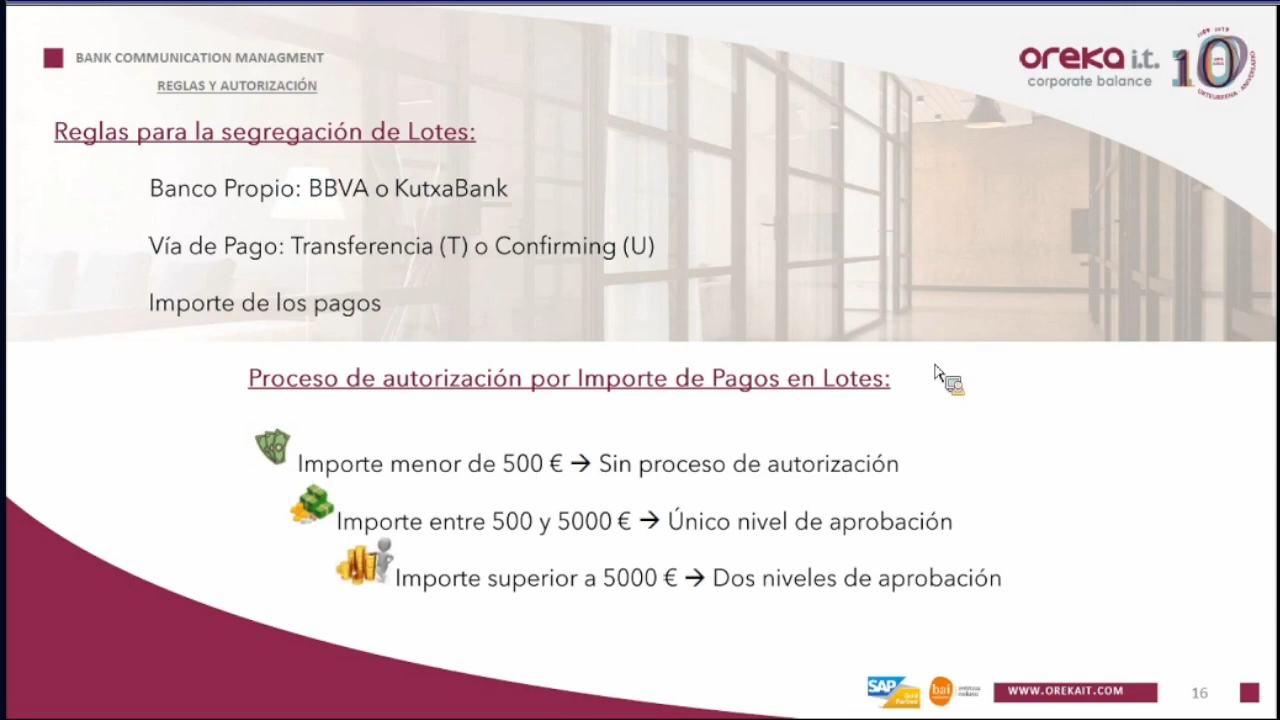 BANK COMMUNICATION MANAGMENT
REGLAS Y AUTORIZACIÓN
oreka i.t.
corporate balance
10
Reglas para la segregación de Lotes:
Banco Propio: BBVA o KutxaBank
Vía de Pago: Transferencia (T) o Confirming (U)
Importe de los pagos
Proceso de autorización por Importe de Pagos en Lotes:
Importe menor de 500 € → Sin proceso de autorización
Importe entre 500 y 5000 € → Único nivel de aprobación
Importe superior a 5000 € → Dos niveles de aprobación
SAP
bai
WWW.OREKAIT.COM
16